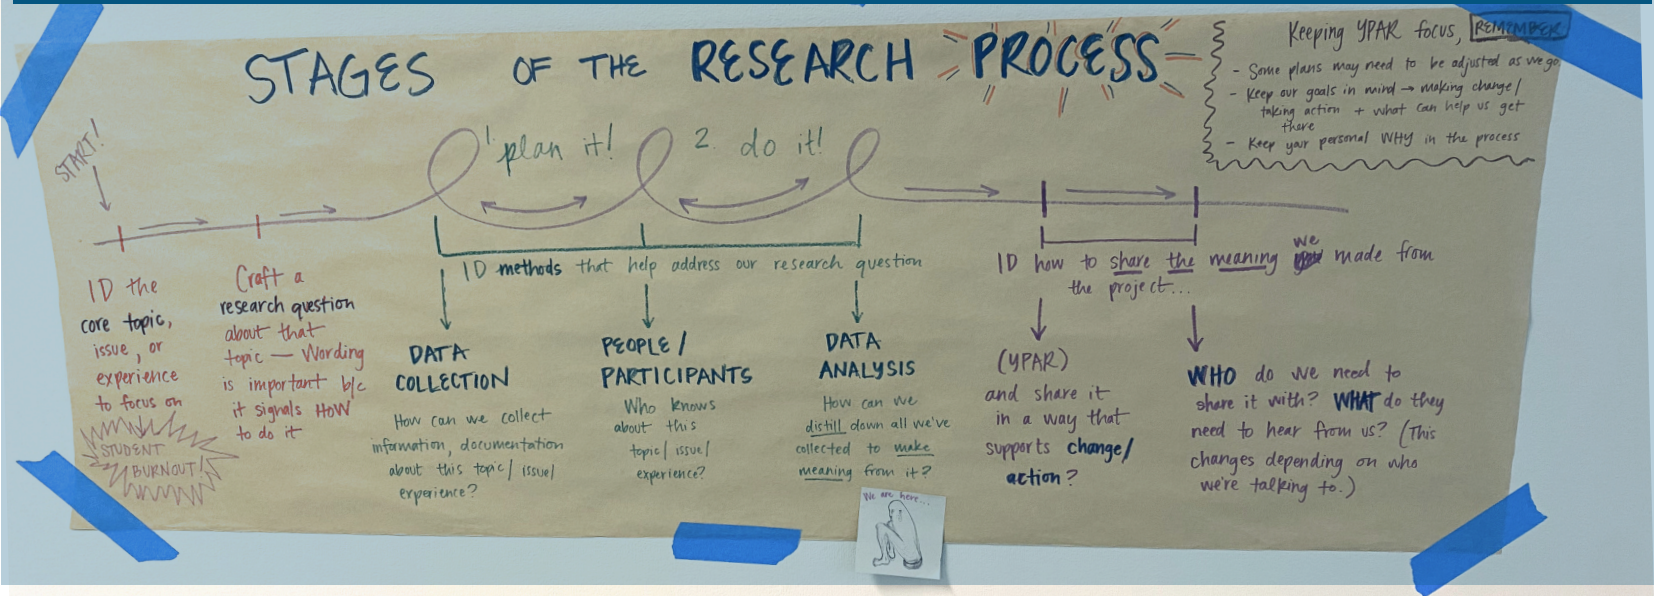 STAGES OF THE RESEARCH PROCESS
Keeping YPAR focus, REMEMBER
- Some plans may need to be adjusted as we go
- Keep our goals in mind → making change/
taking action + what can help us get
there
- Keep your personal WHY in the process
START!
1 plan it!
2. do it!
ID the
core topic,
issue, or
experience
to focus on
STUDENT
BURNOUT!
Craft a
research question
about that
topic — Wording
is important b/c
it signals HOW
to do it
ID methods that help address our research question
DATA
COLLECTION
How can we collect
information, documentation
about this topic/issue/
experience?
PEOPLE/
PARTICIPANTS
Who knows
about this
topic/issue/
experience?
DATA
ANALYSIS
How can we
distill down all we've
collected to make
meaning from it?
We are here...
ID how to share the meaning we made from
the project...
(YPAR)
and share it
in a way that
supports change/
action?
WHO do we need to
share it with? WHAT do they
need to hear from us? (This
changes depending on who
we're talking to.)